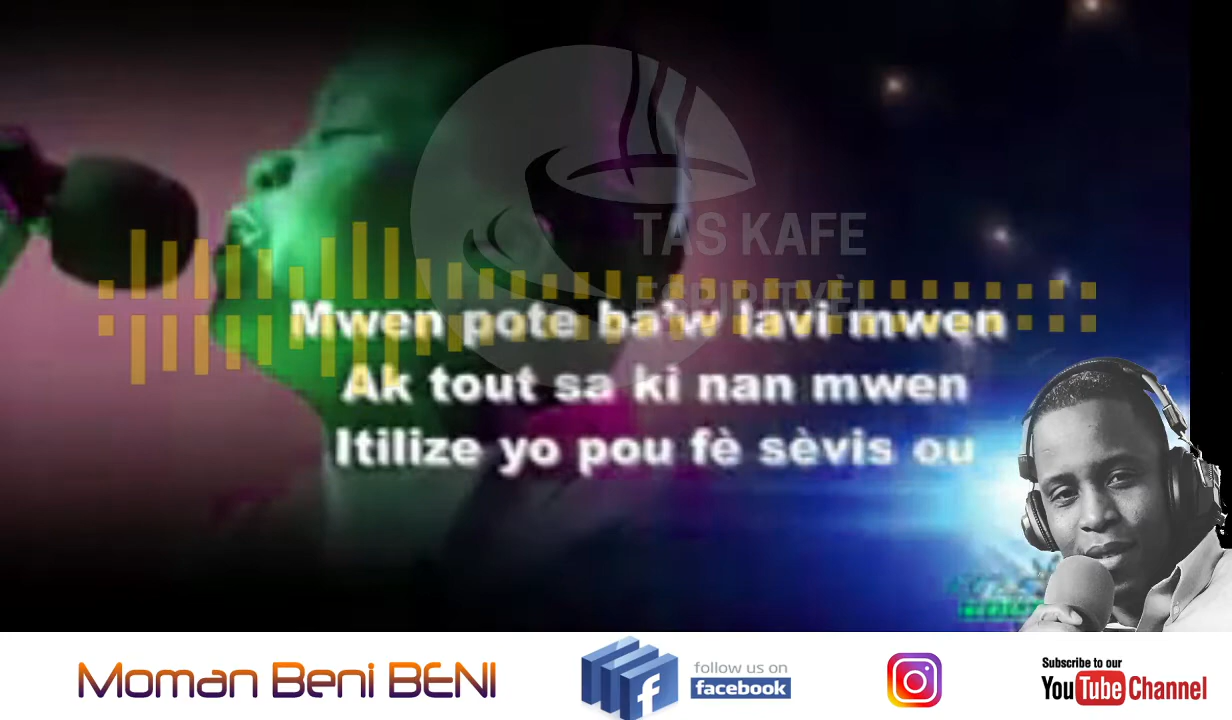 TAS KAFE
ESPIRITYÈL
Mwen pote ba'w lavi mwen
Ak tout sa ki nan mwen
Itilize yo pou fè sèvis ou
Moman Beni BENI
follow us on
facebook
Subscribe to our
YouTube Channel